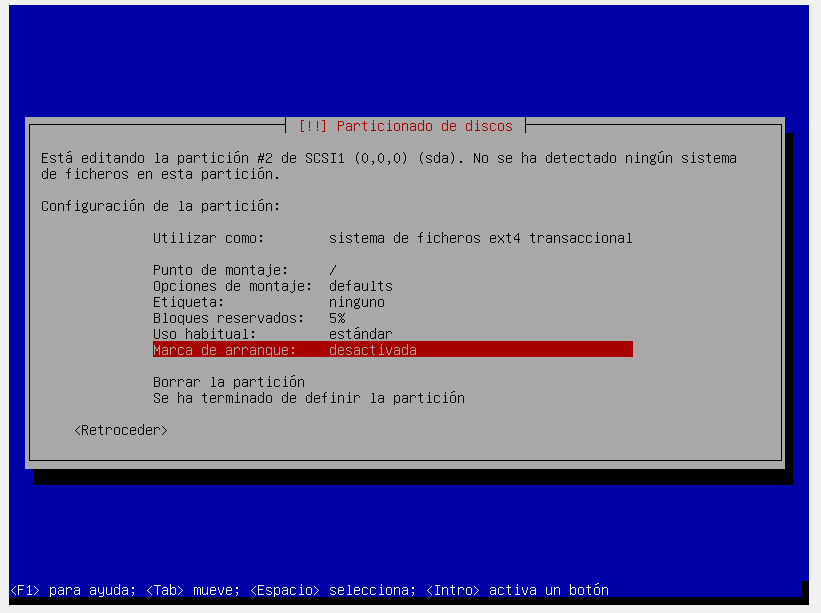 [!!] Particionado de discos
Está editando la partición #2 de SCSI1 (0,0,0) (sda). No se ha detectado ningún sistema
de ficheros en esta partición.
Configuración de la partición:
Utilizar como: sistema de ficheros ext4 transaccional
Punto de montaje: /
Opciones de montaje: defaults
Etiqueta: ninguno
Bloques reservados: 5%
Uso habitual: estándar
Marca de arranque: desactivada
Borrar la partición
Se ha terminado de definir la partición
<Retroceder>
<F1> para ayuda; <Tab> mueve; <Espacio> selecciona; <Intro> activa un botón